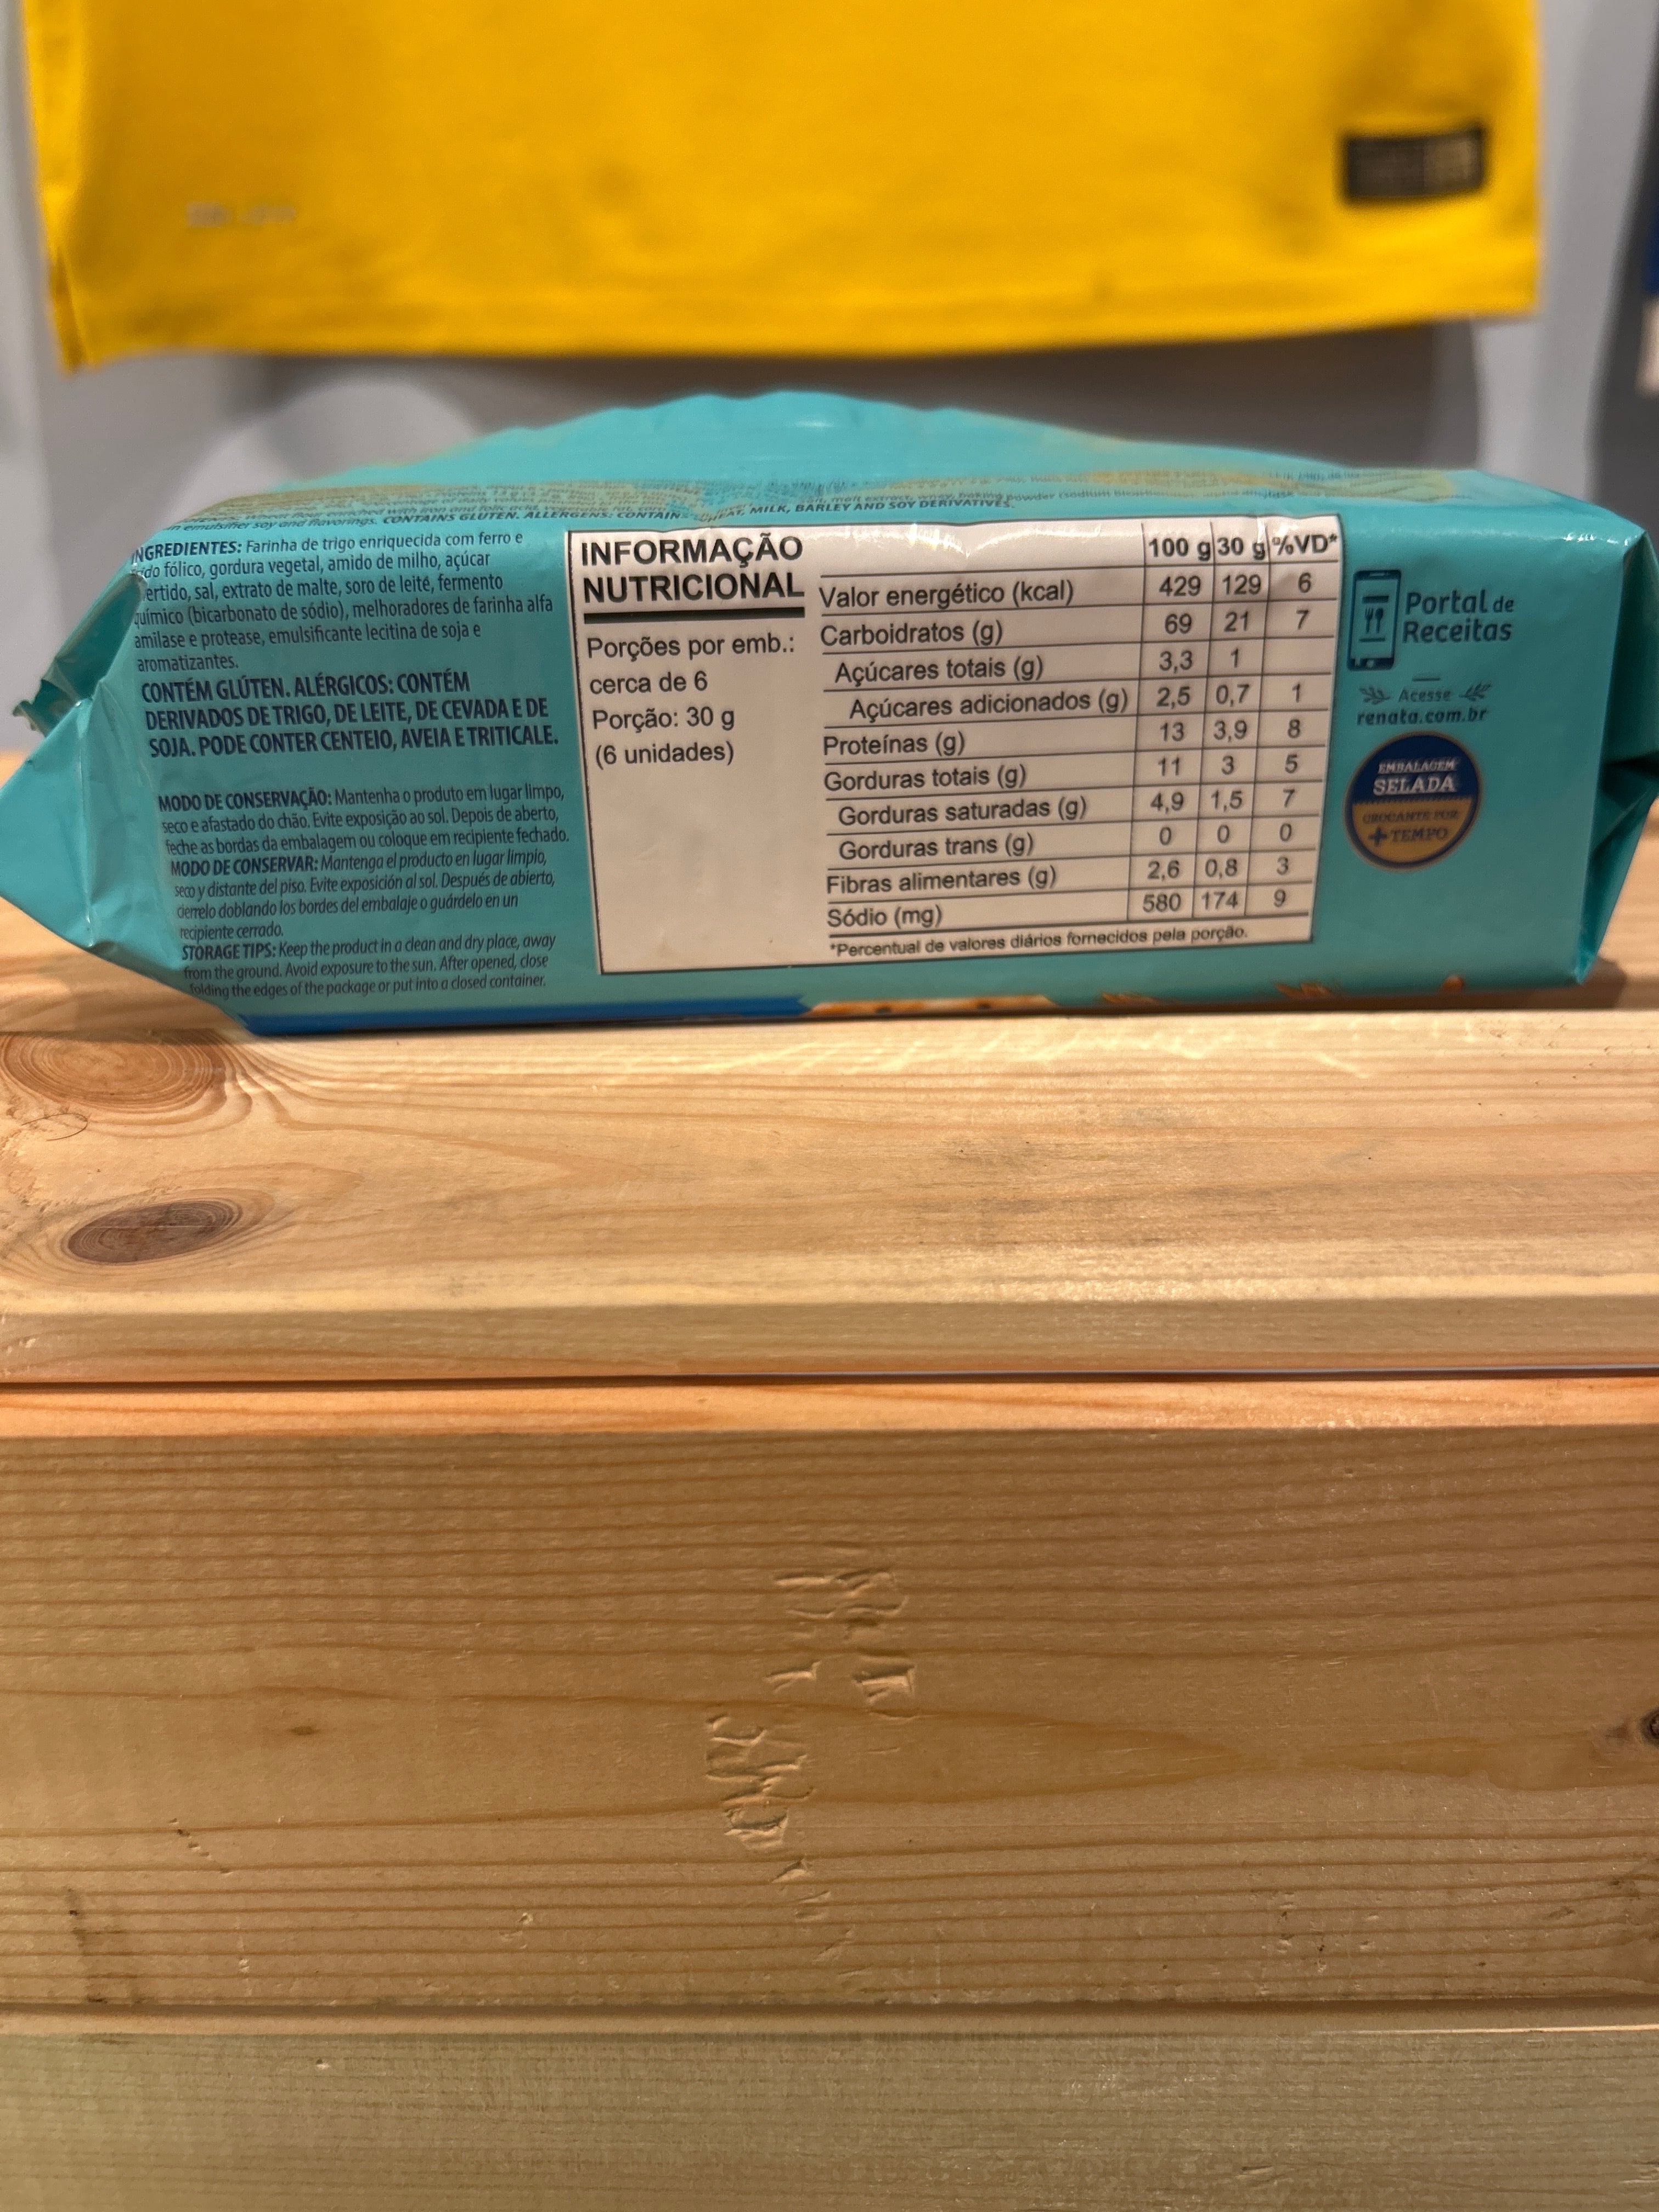 emulsifier soy and flavorings. CONTAINS GLUTEN. ALLERGENS: CONTAINS WHEAT, MILK, BARLEY AND SOY DERIVATIVES.
INGREDIENTES: Farinha de trigo enriquecida com ferro e
fólico, gordura vegetal, amido de milho, açúcar
sal, extrato de malte, soro de leite, fermento
químico (bicarbonato de sódio), melhoradores de farinha alfa
amilase e protease, emulsificante lecitina de soja e
aromatizantes.
CONTÉM GLÚTEN. ALÉRGICOS: CONTÉM
DERIVADOS DE TRIGO, DE LEITE, DE CEVADA E DE
SOJA. PODE CONTER CENTEIO, AVEIA E TRITICALE.
MODO DE CONSERVAÇÃO: Mantenha o produto em lugar limpo,
seco e afastado do chão. Evite exposição ao sol. Depois de aberto,
feche as bordas da embalagem ou coloque em recipiente fechado.
MODO DE CONSERVAR: Mantenga el producto en lugar limpio,
seco y distante del piso. Evite exposición al sol. Después de abierto,
cierrelo doblando los bordes del embalaje o guárdelo en un
recipiente cerrado.
STORAGE TIPS: Keep the product in a clean and dry place, away
from the ground. Avoid exposure to the sun. After opened, close
folding the edges of the package or put into a closed container.
INFORMAÇÃO
NUTRICIONAL
Porções por emb.:
cerca de 6
Porção: 30 g
(6 unidades)
100 g 30 g %VD*
Valor energético (kcal) 429 129 6
Carboidratos (g) 69 21 7
Açúcares totais (g) 3,3 1
Açúcares adicionados (g) 2,5 0,7 1
Proteínas (g) 13 3,9 8
Gorduras totais (g) 11 3 5
Gorduras saturadas (g) 4,9 1,5 7
Gorduras trans (g) 0 0 0
Fibras alimentares (g) 2,6 0,8 3
Sódio (mg) 580 174 9
*Percentual de valores diários fornecidos pela porção.
Portal de
Receitas
Acesse
renata.com.br
EMBALAGEM
SELADA
CROCANTE POR
+ TEMPO